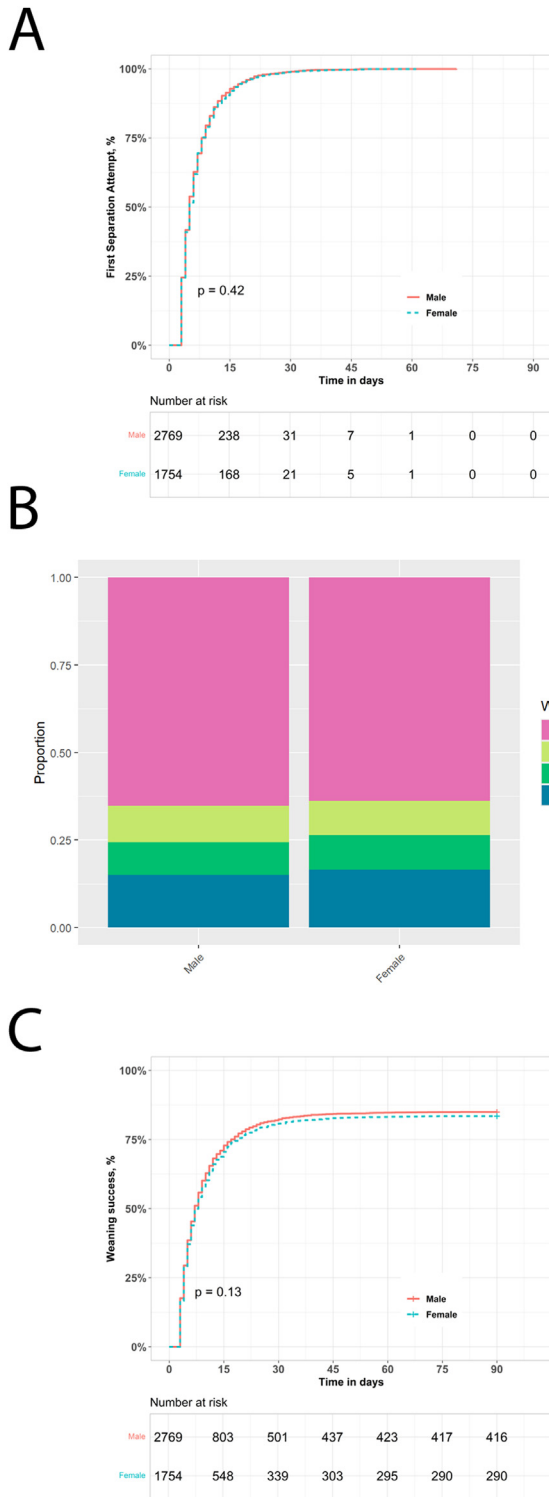 A
100%
75%
50%
25%
0%
First Separation Attempt, %
p = 0.42
Male
Female
0 15 30 45 60 75 90
Time in days
Number at risk
Male 2769 238 31 7 1 0 0
Female 1754 168 21 5 1 0 0
B
1.00
0.75
0.50
0.25
0.00
Proportion
W
Male Female
C
100%
75%
50%
25%
0%
Weaning success, %
p = 0.13
Male
Female
0 15 30 45 60 75 90
Time in days
Number at risk
Male 2769 803 501 437 423 417 416
Female 1754 548 339 303 295 290 290